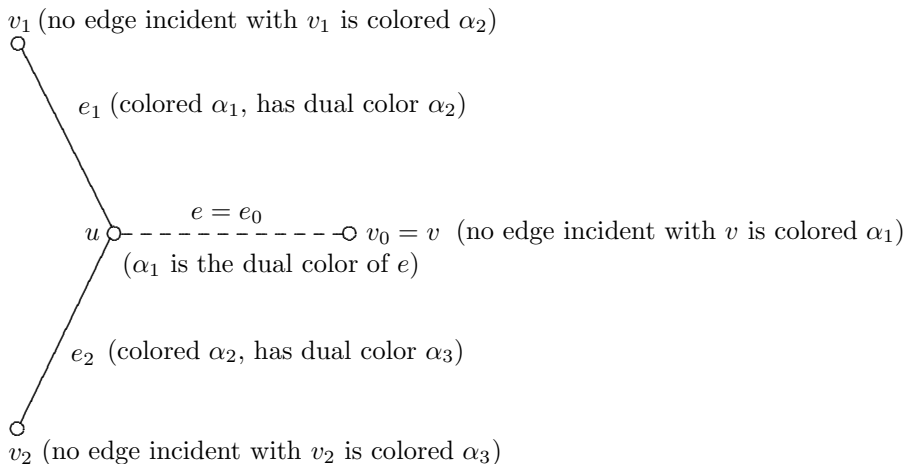 v₁ (no edge incident with v₁ is colored α₂)
e₁ (colored α₁, has dual color α₂)
e = e₀
u
v₀ = v (no edge incident with v is colored α₁)
(α₁ is the dual color of e)
e₂ (colored α₂, has dual color α₃)
v₂ (no edge incident with v₂ is colored α₃)